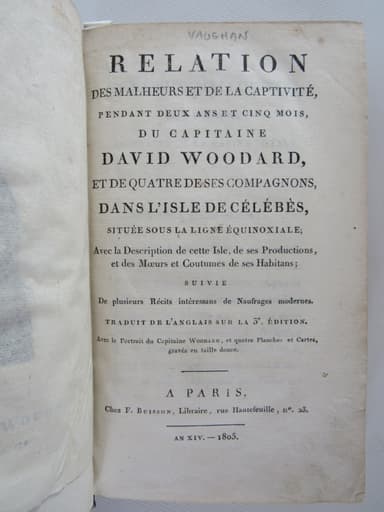 VAUGHAN
RELATION
DES MALHEURS ET DE LA CAPTIVITÉ,
PENDANT DEUX ANS ET CINQ MOIS,
DU CAPITAINE
DAVID WOODARD,
ET DE QUATRE DE SES COMPAGNONS,
DANS L'ISLE DE CÉLÉBÈS,
SITUÉE SOUS LA LIGNE ÉQUINOXIALE;
Avec la Description de cette Isle, de ses Productions,
et des Mœurs et Coutumes de ses Habitans;
SUIVIE
De plusieurs Récits intéressans de Naufrages modernes.
TRADUIT DE L'ANGLAIS SUR LA 3e. ÉDITION.
Avec le Portrait du Capitaine WOODARD, et quatre Planches et Cartes,
gravés en taille douce.
A PARIS,
Chez F. BUISSON, Libraire, rue Hautefeuille, no. 23.
AN XIV. — 1805.